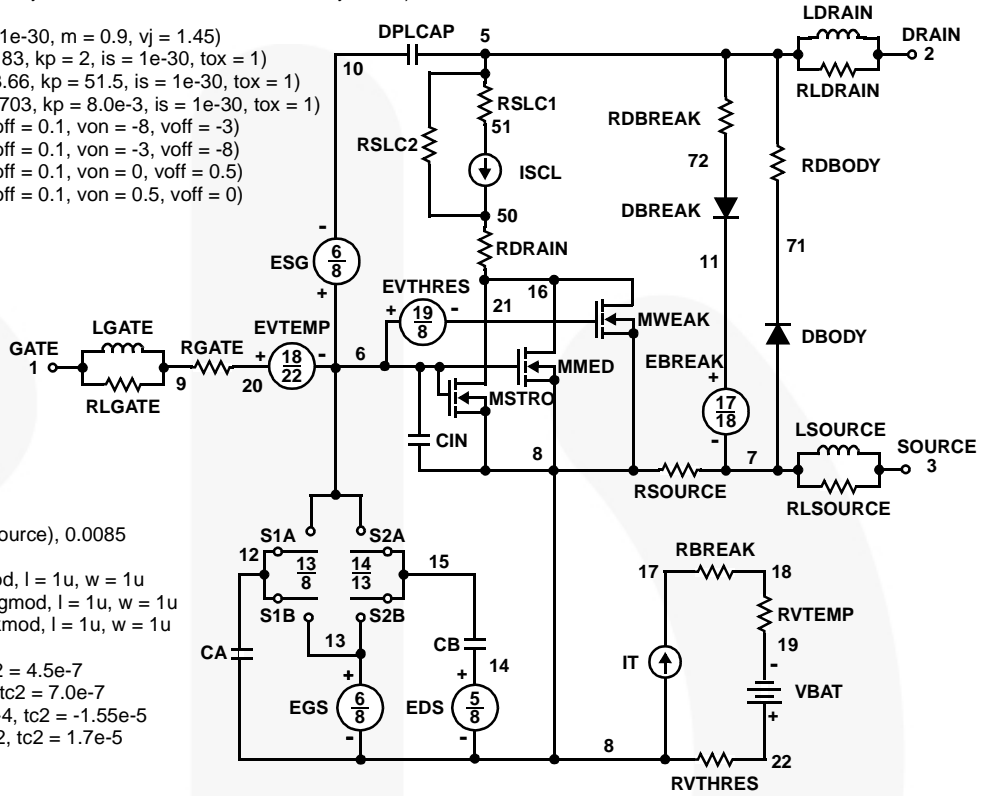 1e-30, m = 0.9, vj = 1.45)
83, kp = 2, is = 1e-30, tox = 1)
3.66, kp = 51.5, is = 1e-30, tox = 1)
703, kp = 8.0e-3, is = 1e-30, tox = 1)
off = 0.1, von = -8, voff = -3)
off = 0.1, von = -3, voff = -8)
off = 0.1, von = 0, voff = 0.5)
off = 0.1, von = 0.5, voff = 0)
ource), 0.0085
od, l = 1u, w = 1u
gmod, l = 1u, w = 1u
kmod, l = 1u, w = 1u
2 = 4.5e-7
tc2 = 7.0e-7
-4, tc2 = -1.55e-5
2, tc2 = 1.7e-5
LDRAIN
DPLCAP
5
DRAIN
2
10
RLDRAIN
RSLC1
51
RDBREAK
RSLC2
72
ISCL
RDBODY
DBREAK
50
RDRAIN
71
11
-
ESG
6
8
+
EVTHRES
16
21
+
19
8
-
MWEAK
LGATE
EVTEMP
GATE
1
RGATE
+
18
22
-
6
MMED
EBREAK
DBODY
9
20
RLGATE
MSTRO
+
17
18
-
CIN
LSOURCE
8
7
SOURCE
3
RSOURCE
RLSOURCE
S1A
S2A
12
13
8
14
13
15
RBREAK
17
18
S1B
S2B
RVTEMP
13
CB
19
CA
14
IT
-
+
+
VBAT
EGS
6
8
EDS
5
8
+
-
-
8
22
RVTHRES